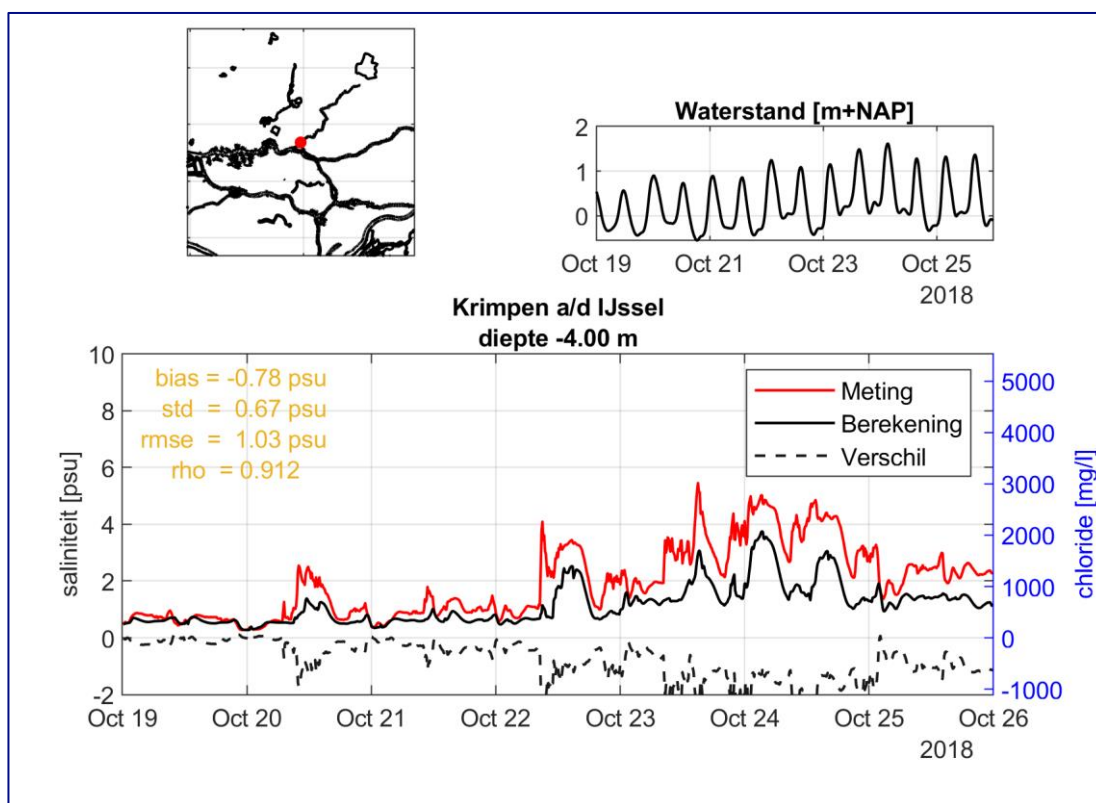 Waterstand [m+NAP]
2
1
0
Oct 19
Oct 21
Oct 23
Oct 25
2018
Krimpen a/d IJssel
diepte -4.00 m
bias = -0.78 psu
std = 0.67 psu
rmse = 1.03 psu
rho = 0.912
Meting
Berekening
Verschil
saliniteit [psu]
10
8
6
4
2
0
-2
chloride [mg/l]
5000
4000
3000
2000
1000
0
-1000
Oct 19
Oct 20
Oct 21
Oct 22
Oct 23
Oct 24
Oct 25
Oct 26
2018